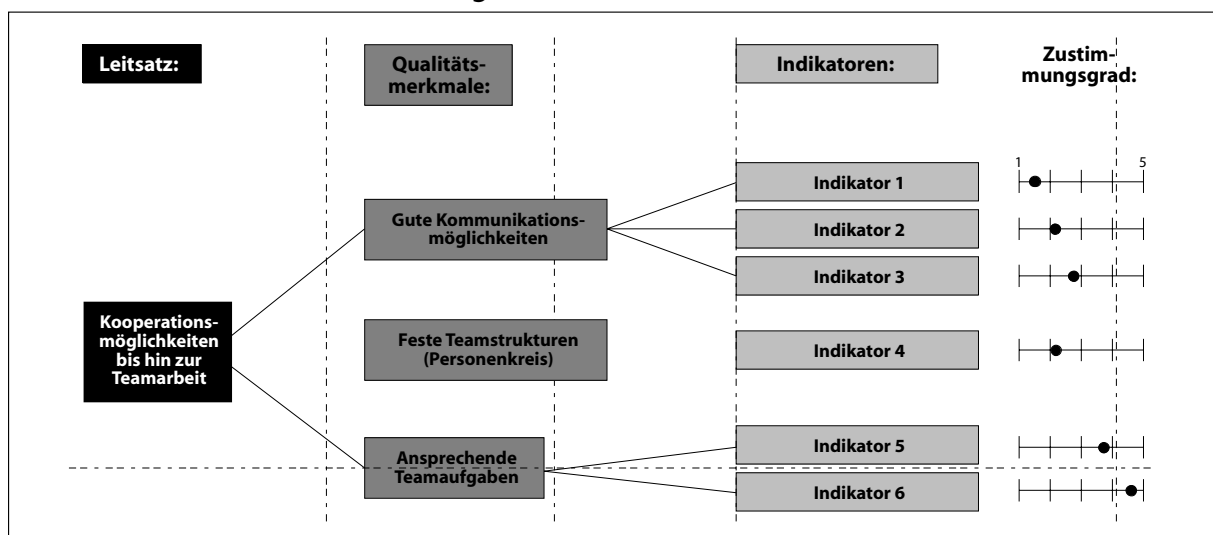 Leitsatz:
Qualitäts-
merkmale:
Indikatoren:
Zustim-
mungsgrad:
Kooperations-
möglichkeiten
bis hin zur
Teamarbeit
Gute Kommunikations-
möglichkeiten
Feste Teamstrukturen
(Personenkreis)
Ansprechende
Teamaufgaben
Indikator 1
1 5
Indikator 2
Indikator 3
Indikator 4
Indikator 5
Indikator 6